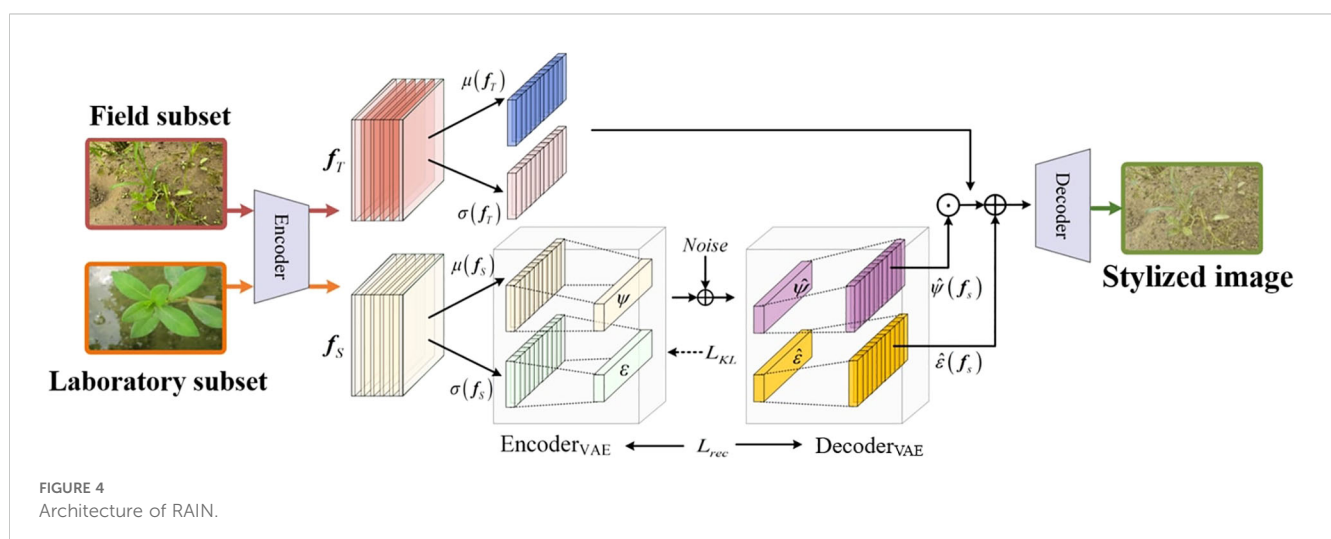 Field subset
Encoder
Laboratory subset
f_T
μ(f_T)
σ(f_T)
f_S
μ(f_S)
σ(f_S)
ψ
ε
Encoder_VAE
Noise
L_KL
L_rec
ψ̂
ε̂
Decoder_VAE
ψ̂(f_s)
ε̂(f_s)
Decoder
Stylized image
FIGURE 4
Architecture of RAIN.